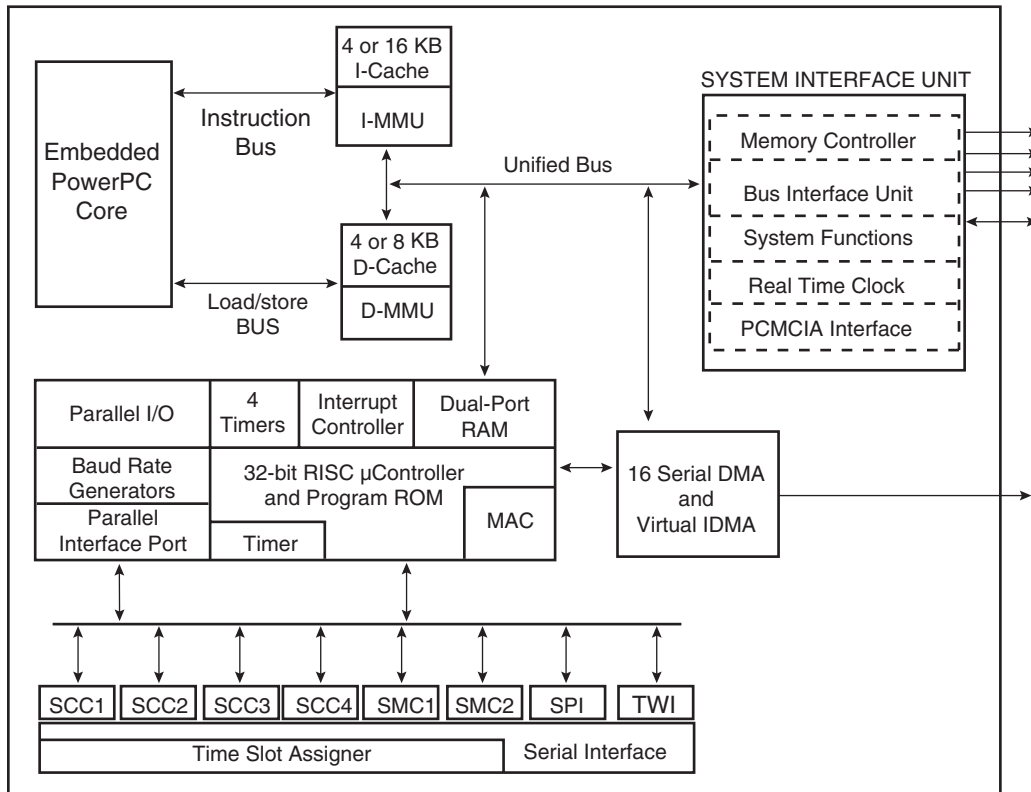 4 or 16 KB
I-Cache
I-MMU
Instruction
Bus
Embedded
PowerPC
Core
4 or 8 KB
D-Cache
D-MMU
Load/store
BUS
Unified Bus
SYSTEM INTERFACE UNIT
Memory Controller
Bus Interface Unit
System Functions
Real Time Clock
PCMCIA Interface
Parallel I/O
4
Timers
Interrupt
Controller
Dual-Port
RAM
Baud Rate
Generators
32-bit RISC µController
and Program ROM
Parallel
Interface Port
Timer
MAC
16 Serial DMA
and
Virtual IDMA
SCC1
SCC2
SCC3
SCC4
SMC1
SMC2
SPI
TWI
Time Slot Assigner
Serial Interface